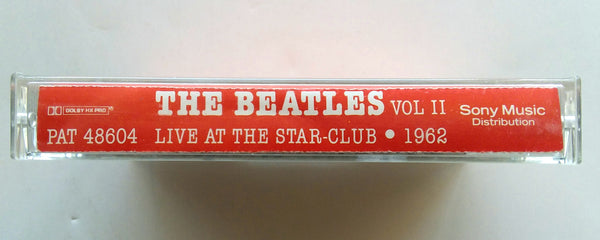 DOLBY HX PRO
THE BEATLES VOL II
Sony Music
Distribution
PAT 48604 LIVE AT THE STAR-CLUB • 1962